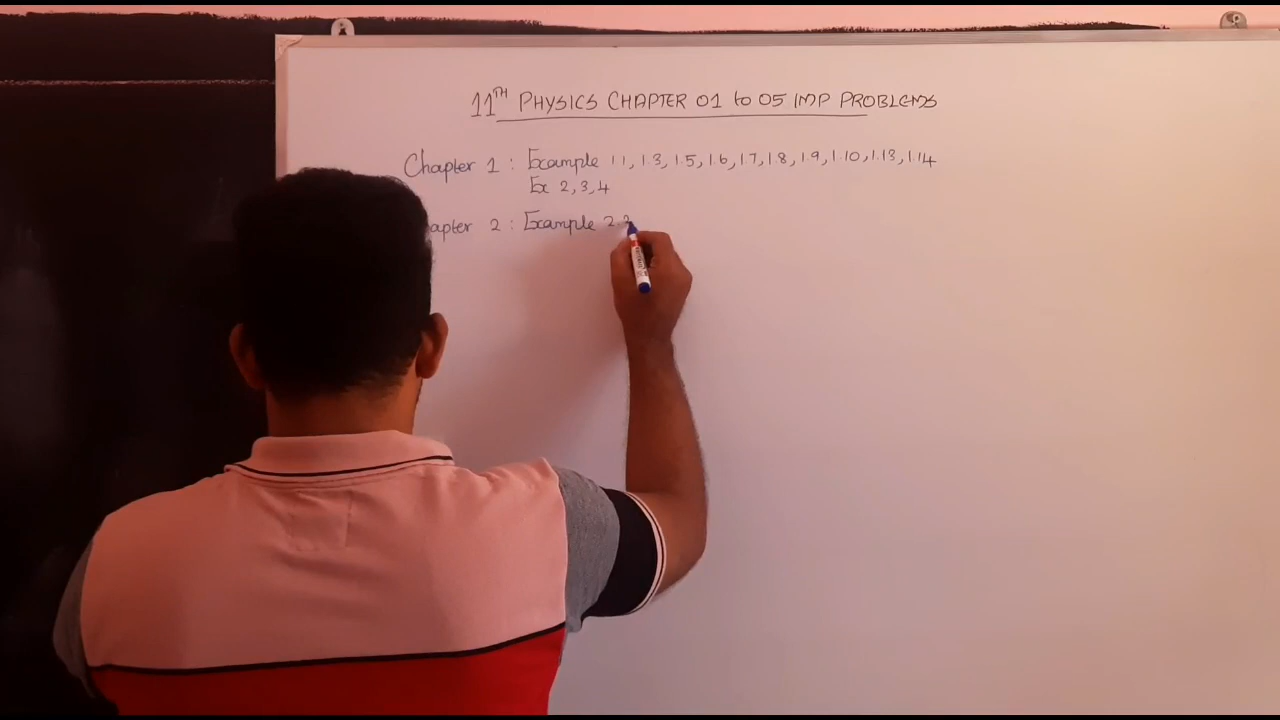 11TH PHYSICS CHAPTER 01 to 05 IMP PROBLEMS
Chapter 1 : Example 1.1, 1.3, 1.5, 1.6, 1.7, 1.8, 1.9, 1.10, 1.13, 1.14
Ex 2, 3, 4
apter 2 : Example 2.